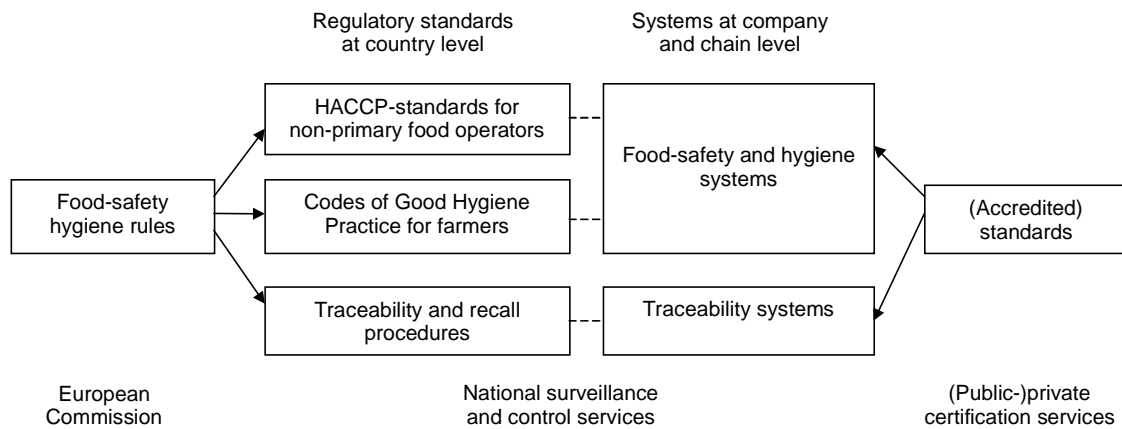 Regulatory standards
at country level
Systems at company
and chain level
HACCP-standards for
non-primary food operators
Food-safety and hygiene
systems
Food-safety
hygiene rules
Codes of Good Hygiene
Practice for farmers
(Accredited)
standards
Traceability and recall
procedures
Traceability systems
European
Commission
National surveillance
and control services
(Public-)private
certification services